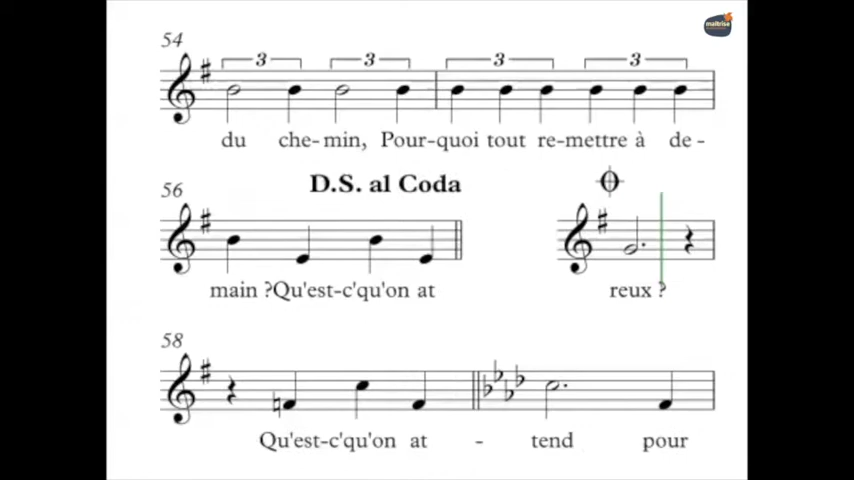 maîtrise
54
3 3 3 3
du che-min, Pour-quoi tout re-mettre à de-
D.S. al Coda
56
main ?Qu'est-c'qu'on at reux ?
58
Qu'est-c'qu'on at - tend pour